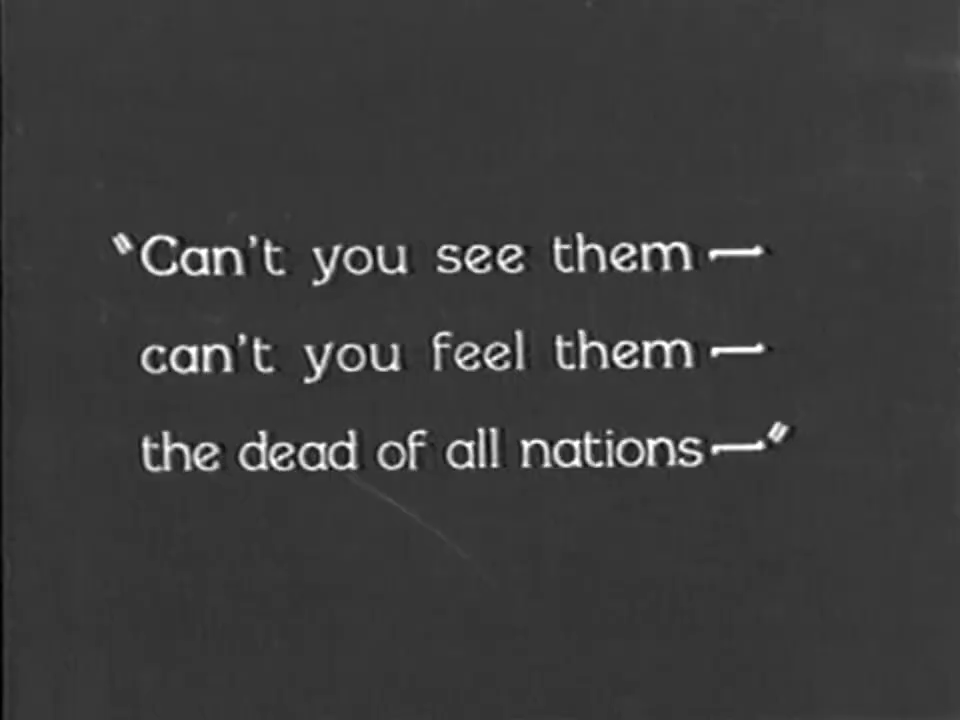 "Can't you see them—
can't you feel them—
the dead of all nations—"